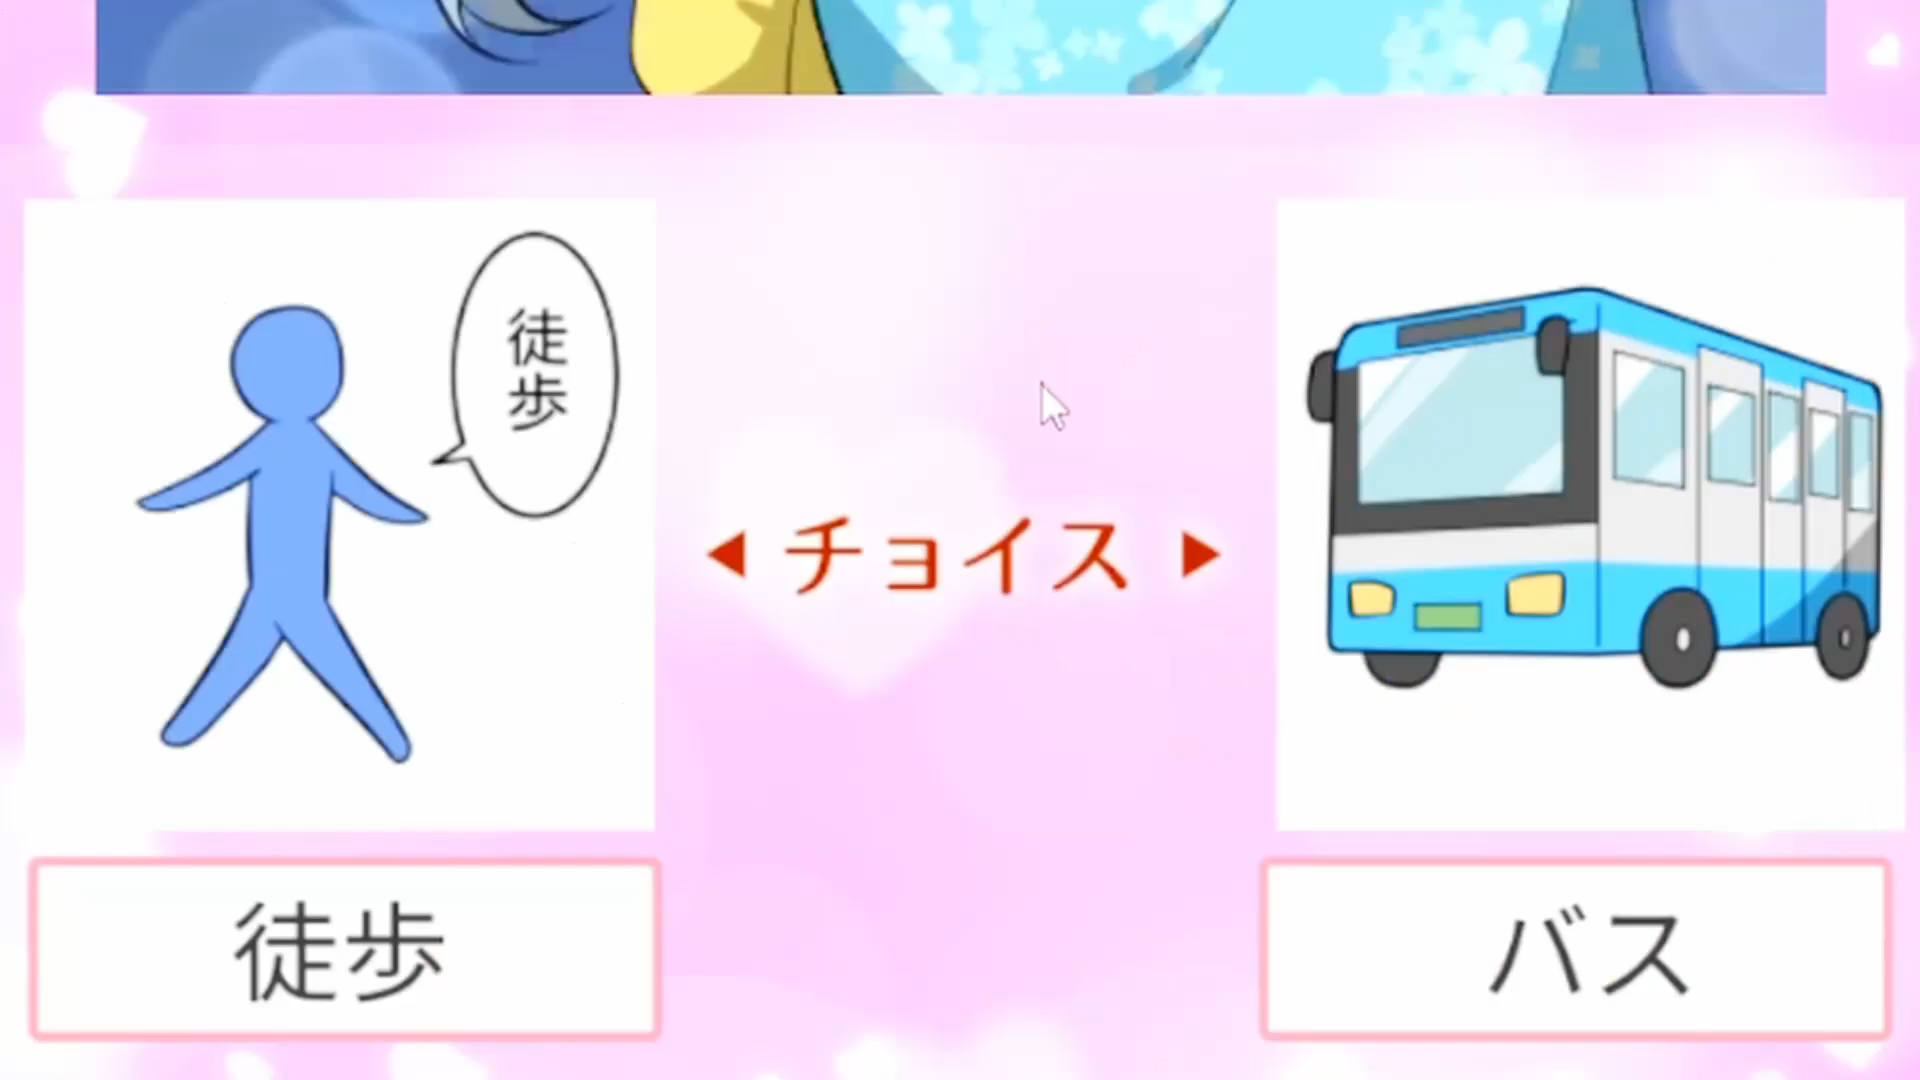 徒歩
◀ チョイス ▶
徒歩
バス